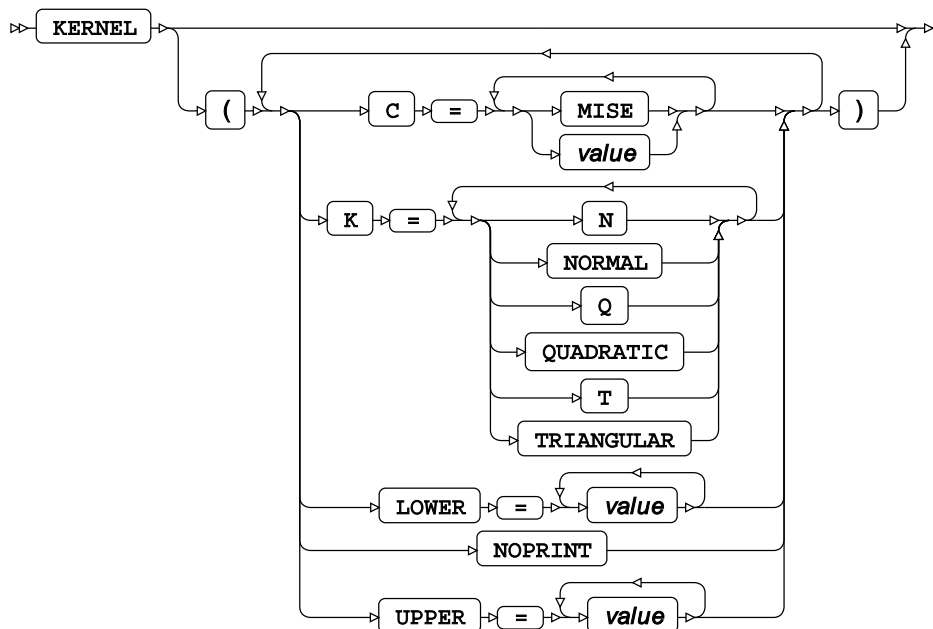 KERNEL
( C = MISE )
value
K = N
NORMAL
Q
QUADRATIC
T
TRIANGULAR
LOWER = value
NOPRINT
UPPER = value